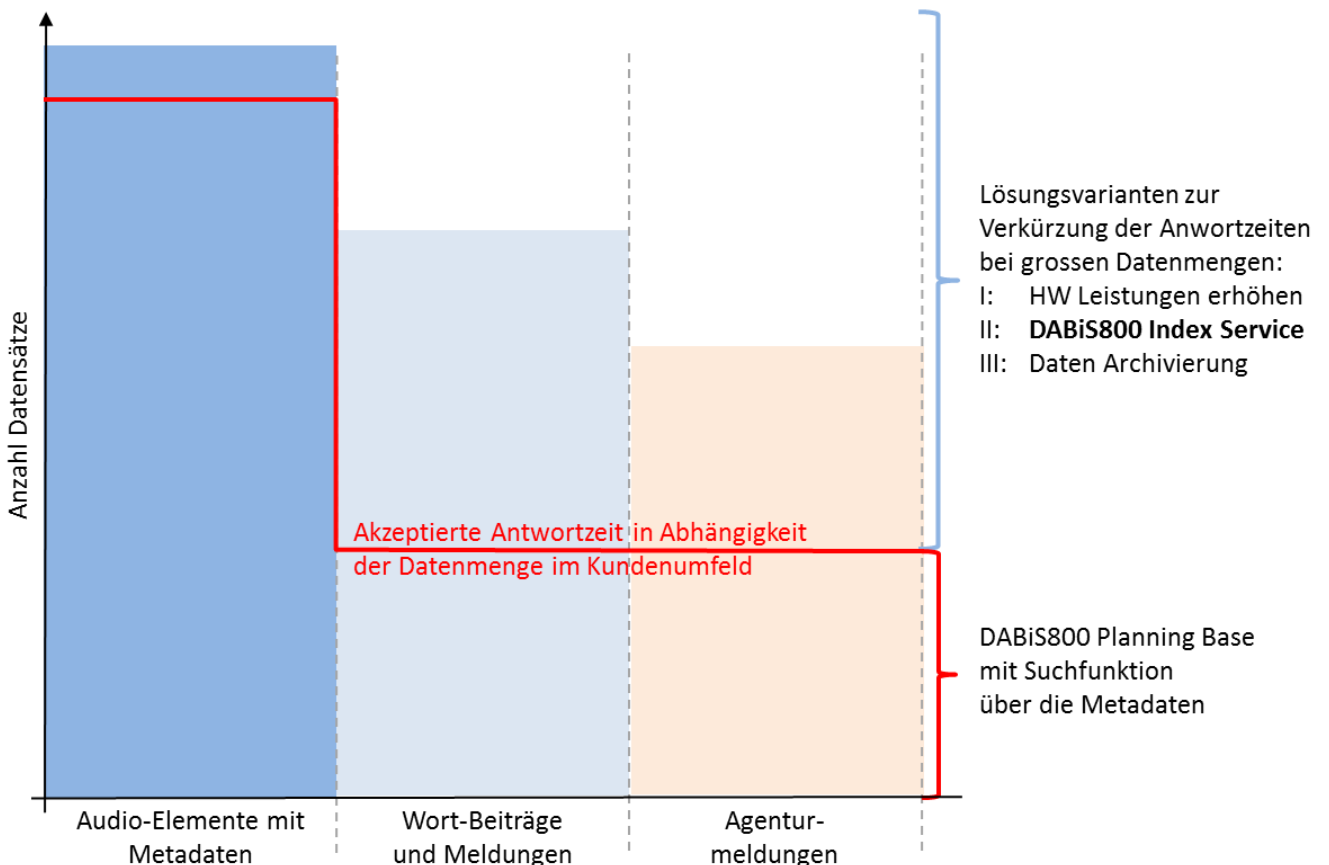 Anzahl Datensätze
Akzeptierte Antwortzeit in Abhängigkeit
der Datenmenge im Kundenumfeld
Audio-Elemente mit
Metadaten
Wort-Beiträge
und Meldungen
Agentur-
meldungen
Lösungsvarianten zur
Verkürzung der Anwortzeiten
bei grossen Datenmengen:
I: HW Leistungen erhöhen
II: DABiS800 Index Service
III: Daten Archivierung
DABiS800 Planning Base
mit Suchfunktion
über die Metadaten